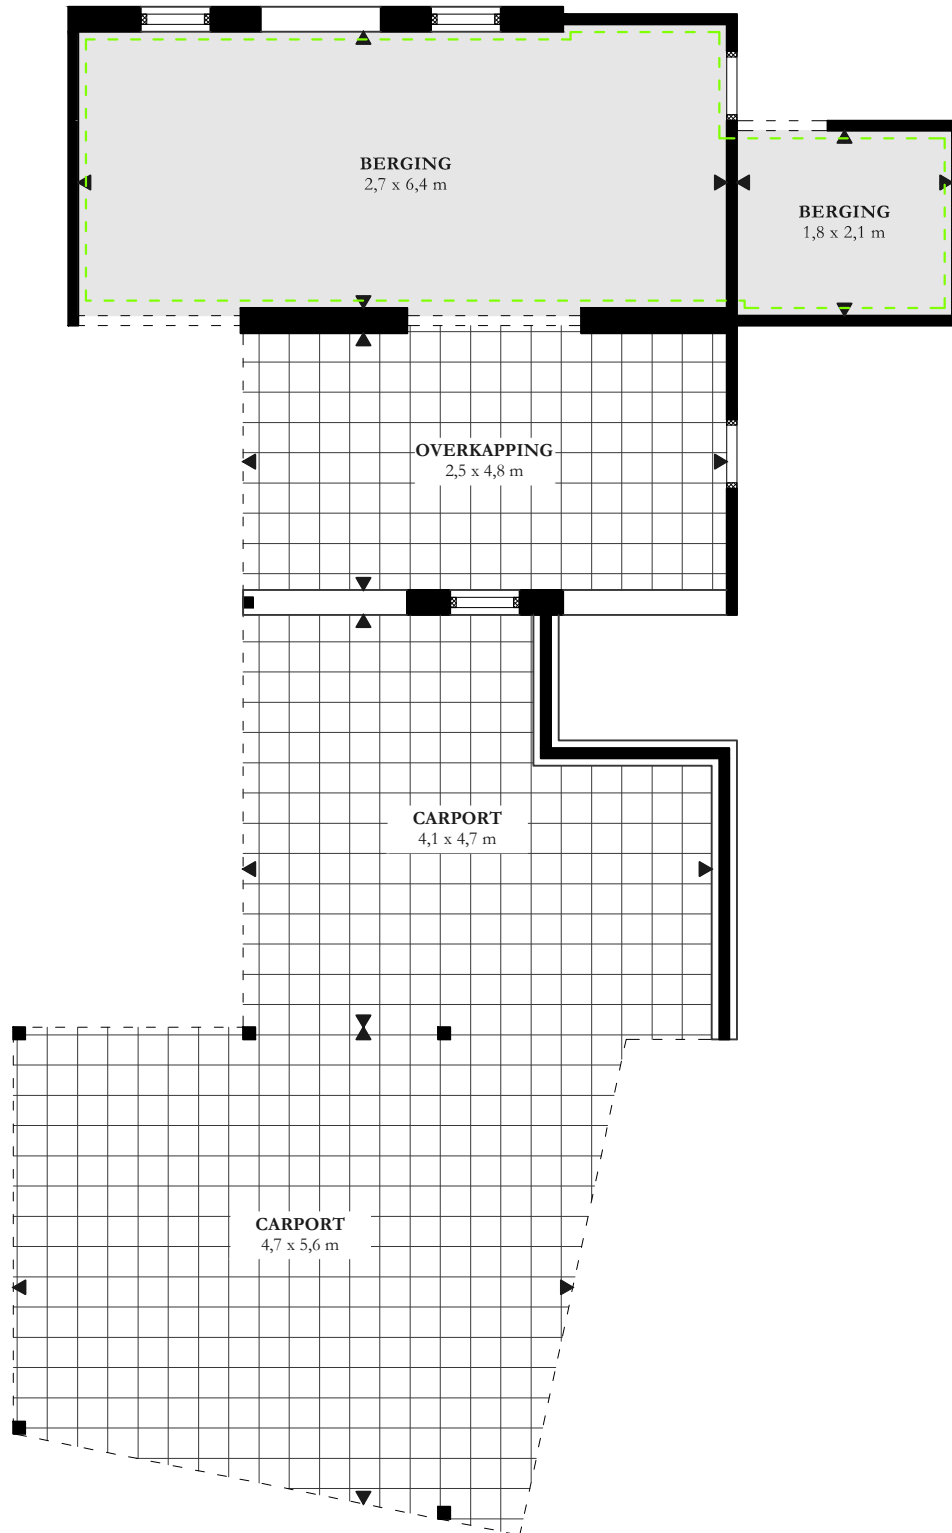 BERGING
2,7 x 6,4 m
BERGING
1,8 x 2,1 m
OVERKAPPING
2,5 x 4,8 m
CARPORT
4,1 x 4,7 m
CARPORT
4,7 x 5,6 m